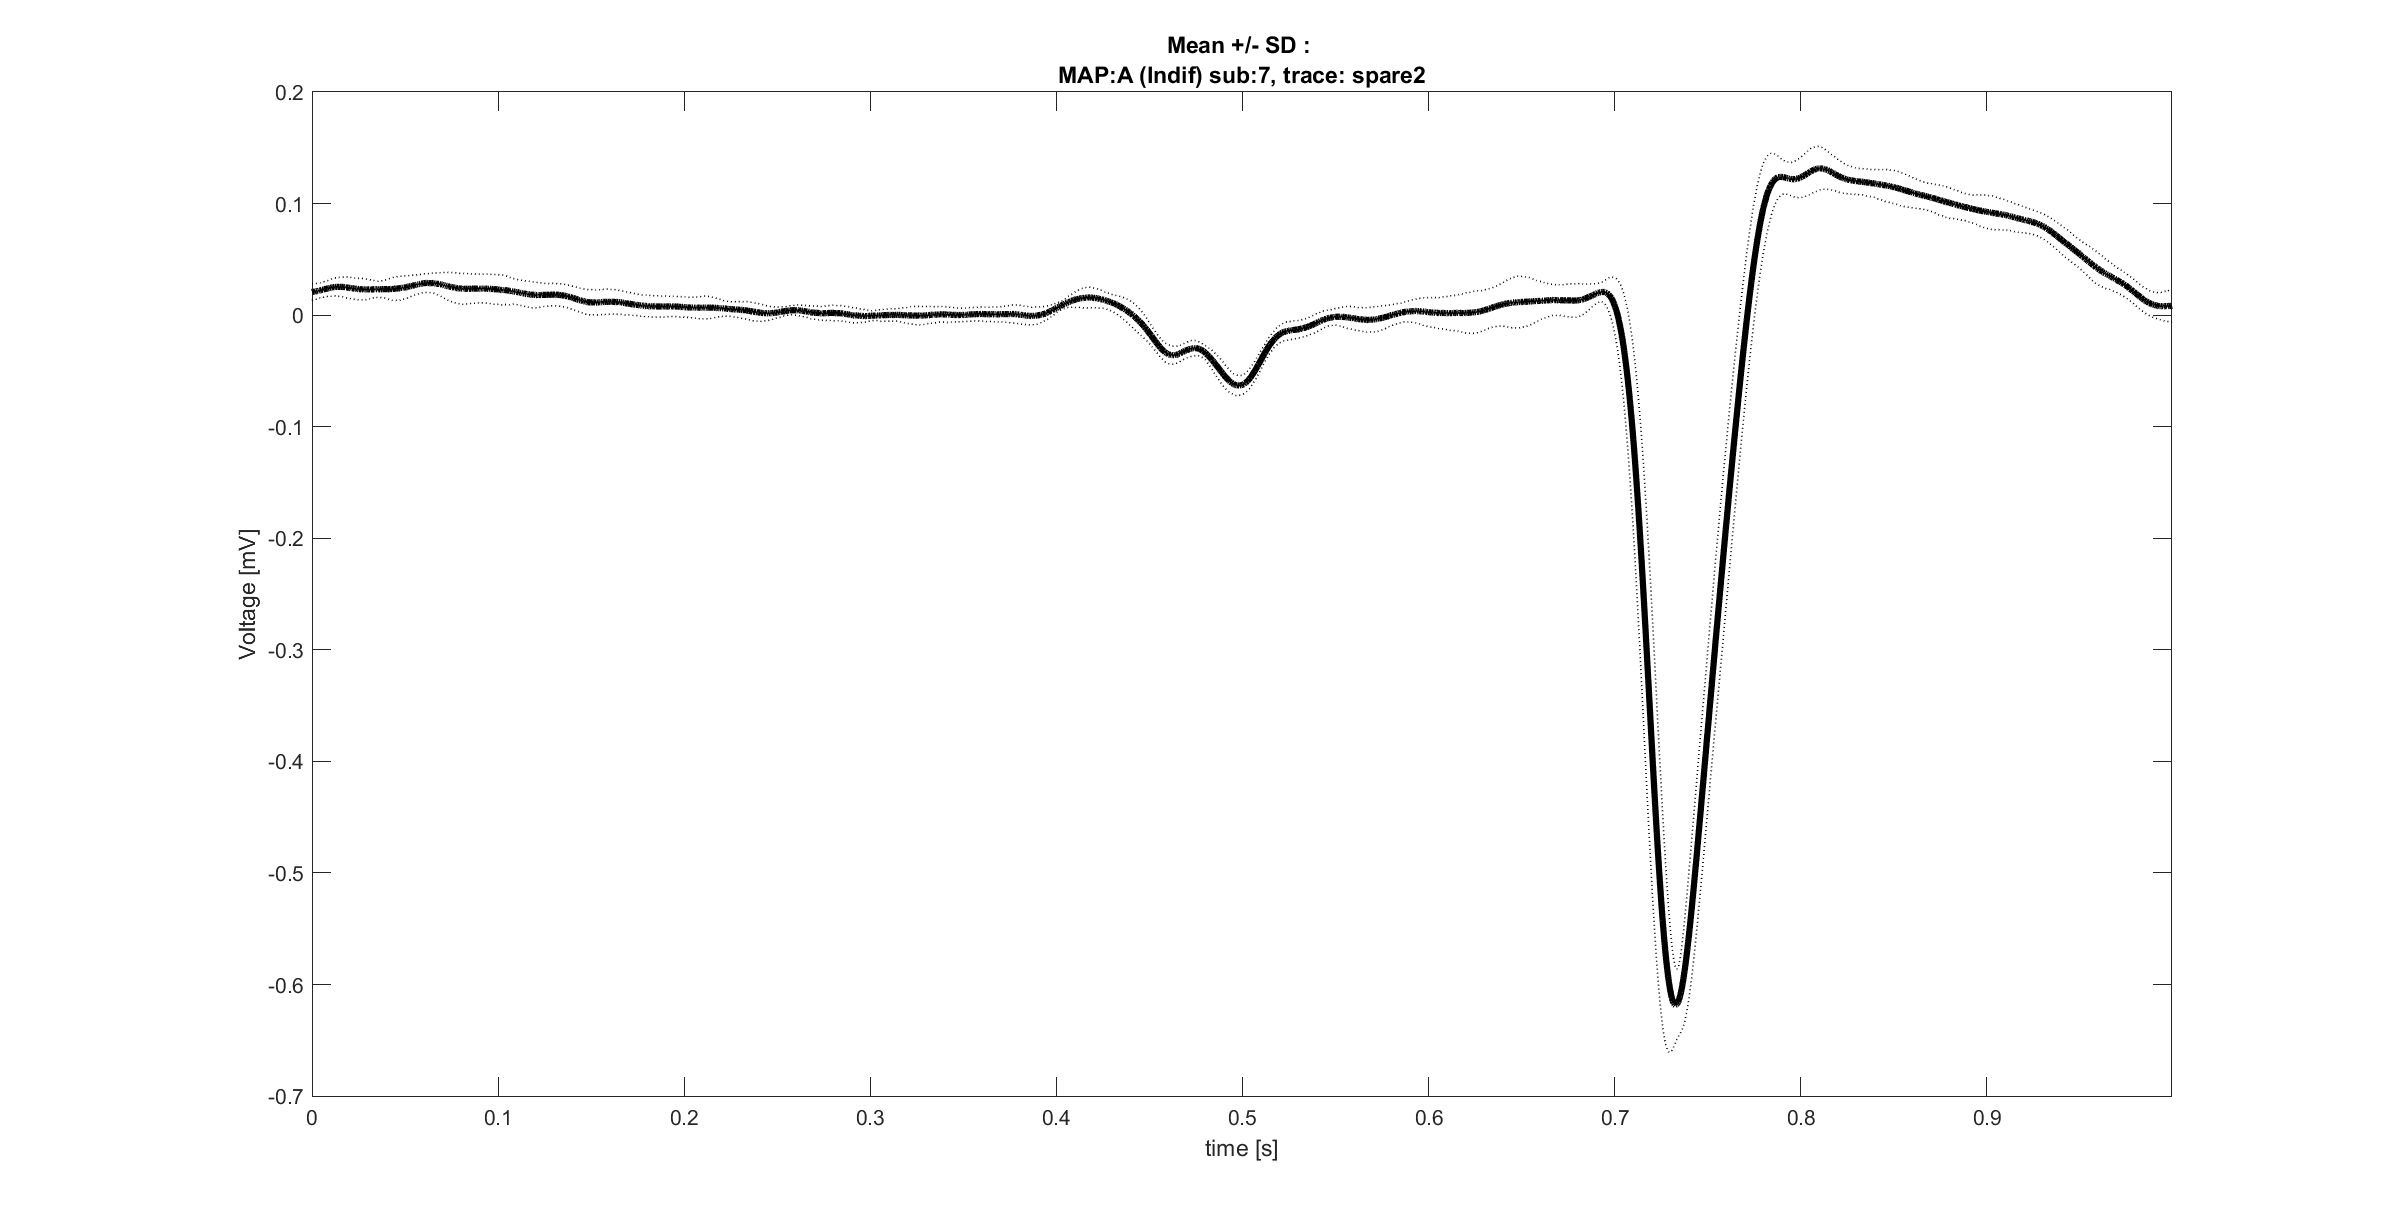 Mean +/- SD :
MAP:A (Indif) sub:7, trace: spare2
0.2
0.1
0
-0.1
-0.2
-0.3
-0.4
-0.5
-0.6
-0.7
Voltage [mV]
0 0.1 0.2 0.3 0.4 0.5 0.6 0.7 0.8 0.9
time [s]